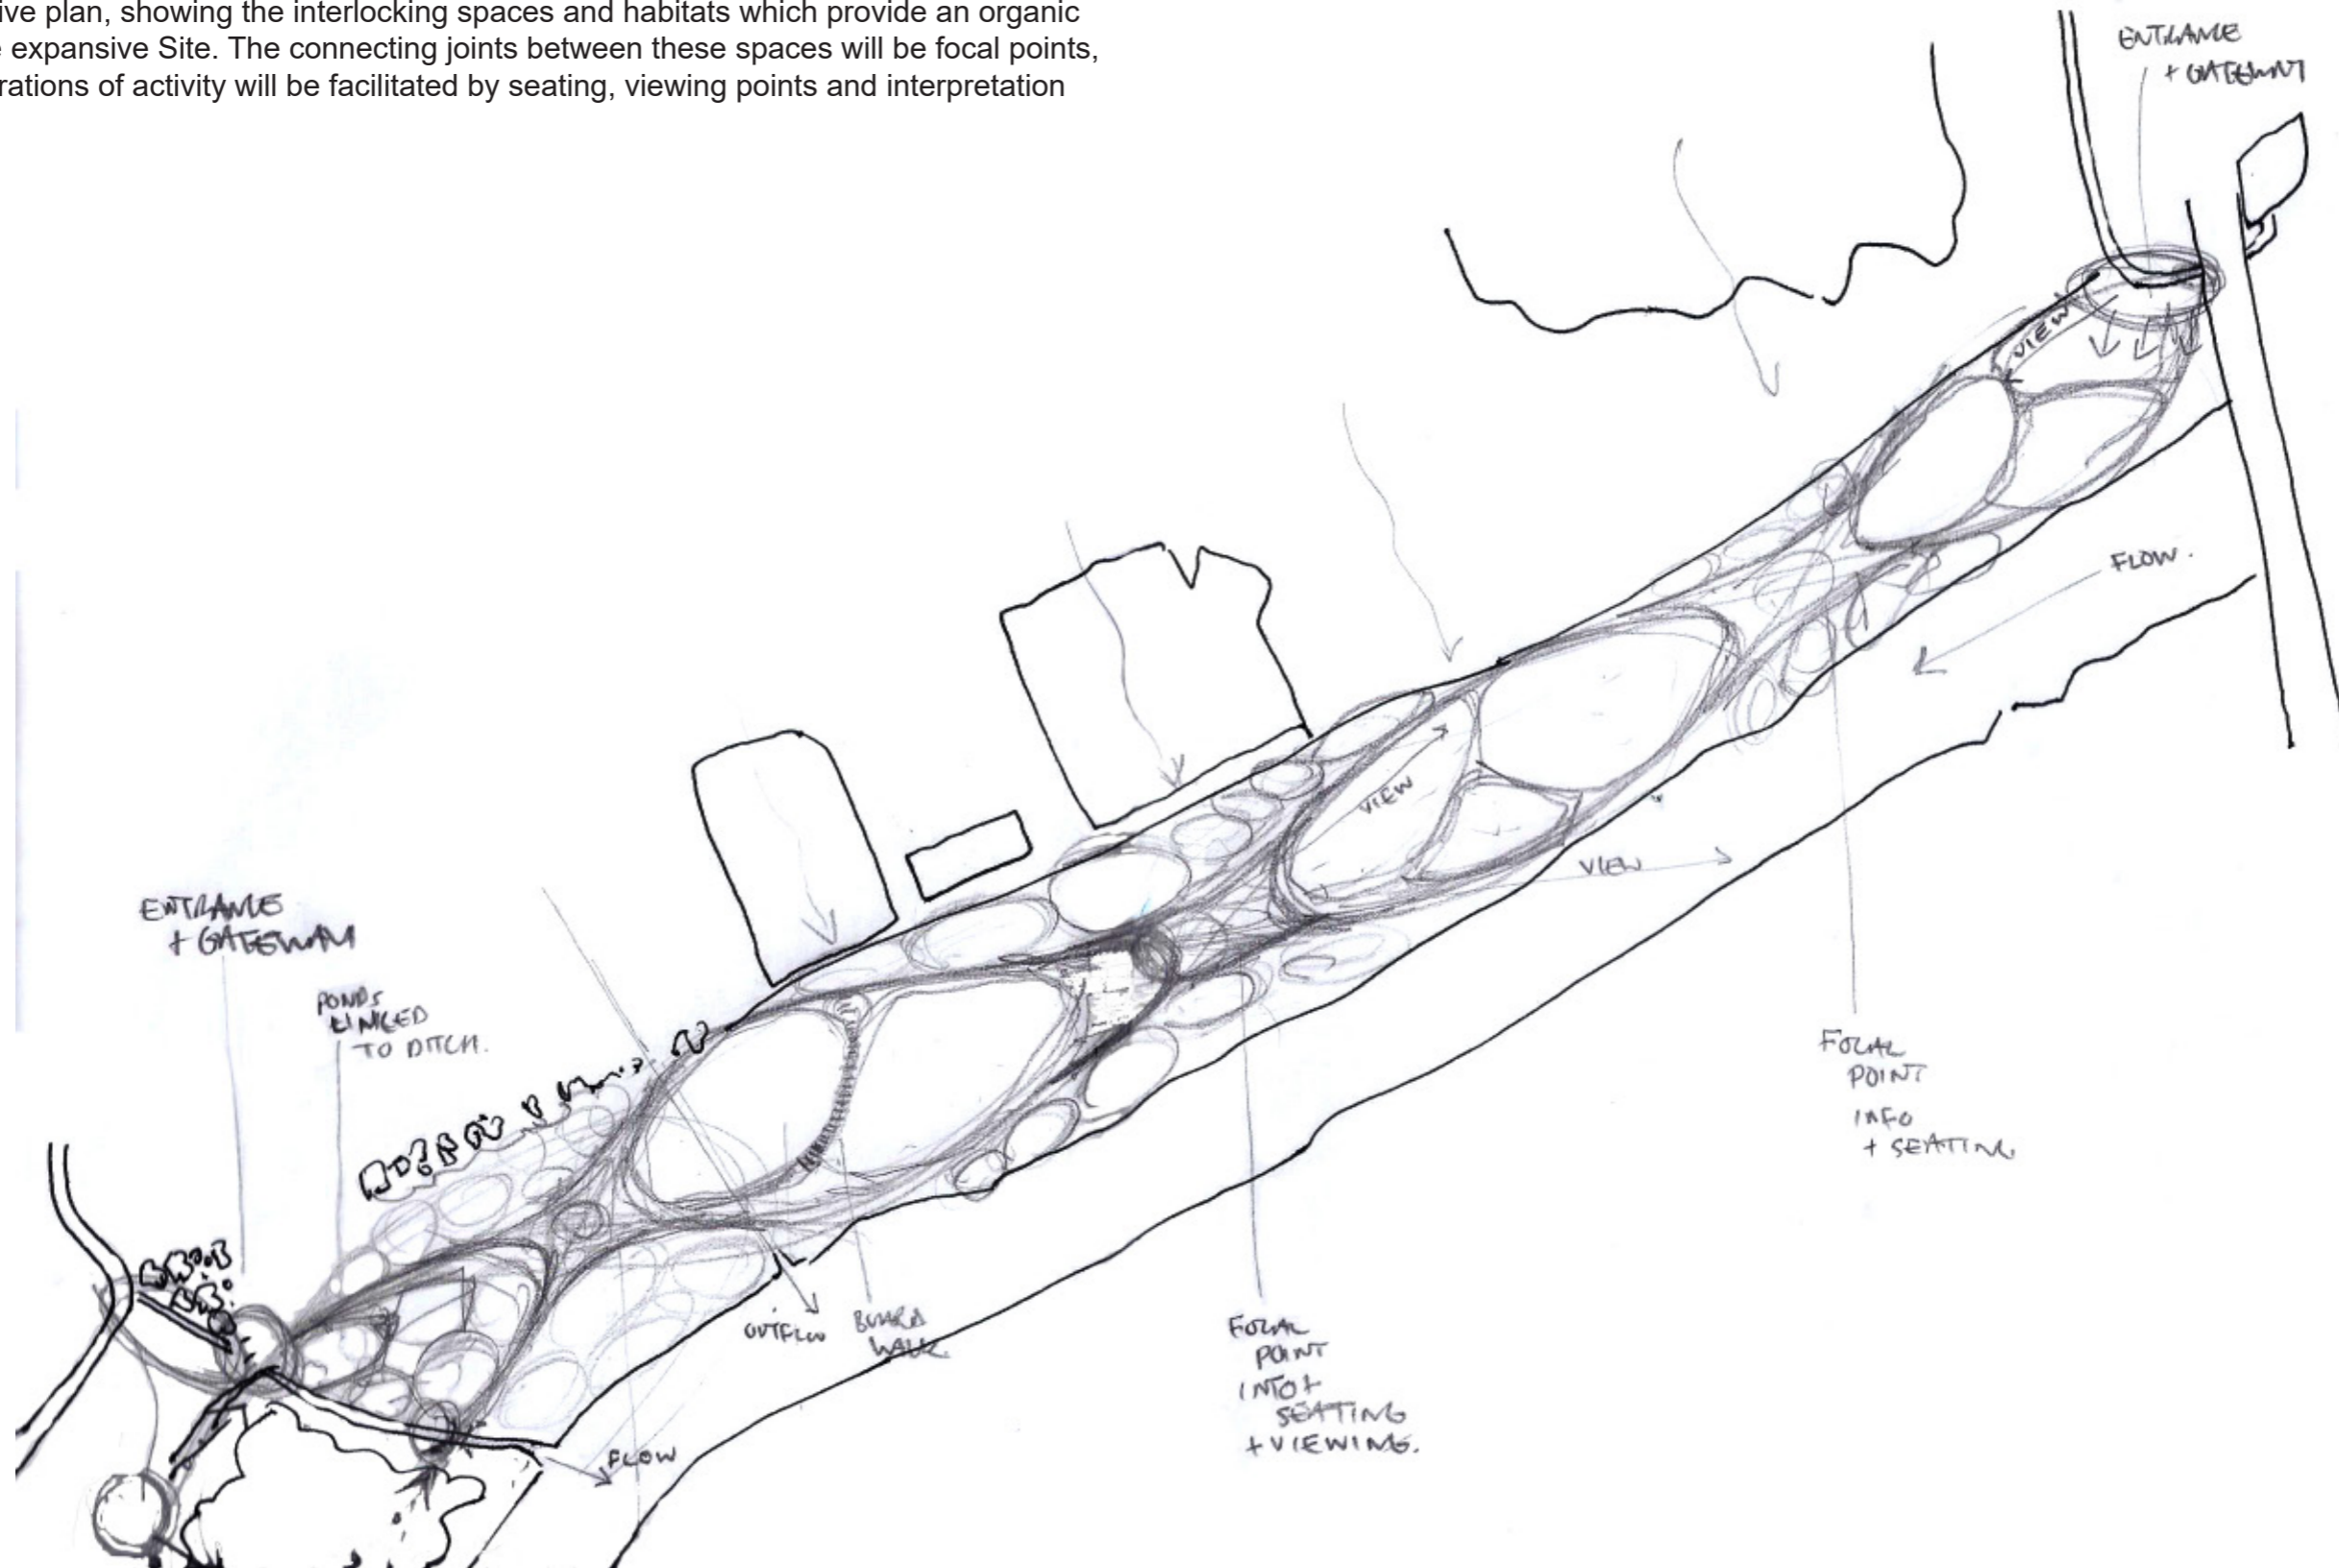 ive plan, showing the interlocking spaces and habitats which provide an organic
e expansive Site. The connecting joints between these spaces will be focal points,
rations of activity will be facilitated by seating, viewing points and interpretation
ENTRANCE
+ GATEWAY
VIEW
FLOW.
VIEW
VIEW
ENTRANCE
+ GATEWAY
PONDS
LINKED
TO DITCH.
FOCAL
POINT
INFO
+ SEATING
OUTFLOW
BOARD
WALK
FOCAL
POINT
INFO +
SEATING
+ VIEWING.
FLOW